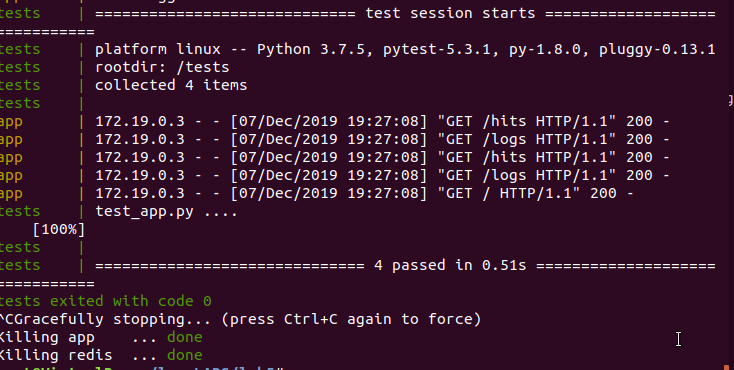 tests    | ============================= test session starts ===================
===========
tests    | platform linux -- Python 3.7.5, pytest-5.3.1, py-1.8.0, pluggy-0.13.1
tests    | rootdir: /tests
tests    | collected 4 items
tests    |
app      | 172.19.0.3 - - [07/Dec/2019 19:27:08] "GET /hits HTTP/1.1" 200 -
app      | 172.19.0.3 - - [07/Dec/2019 19:27:08] "GET /logs HTTP/1.1" 200 -
app      | 172.19.0.3 - - [07/Dec/2019 19:27:08] "GET /hits HTTP/1.1" 200 -
app      | 172.19.0.3 - - [07/Dec/2019 19:27:08] "GET /logs HTTP/1.1" 200 -
app      | 172.19.0.3 - - [07/Dec/2019 19:27:08] "GET / HTTP/1.1" 200 -
tests    | test_app.py ....
    [100%]
tests    |
tests    | ============================== 4 passed in 0.51s ====================
===========
tests exited with code 0
^CGracefully stopping... (press Ctrl+C again to force)
Killing app    ... done
Killing redis  ... done